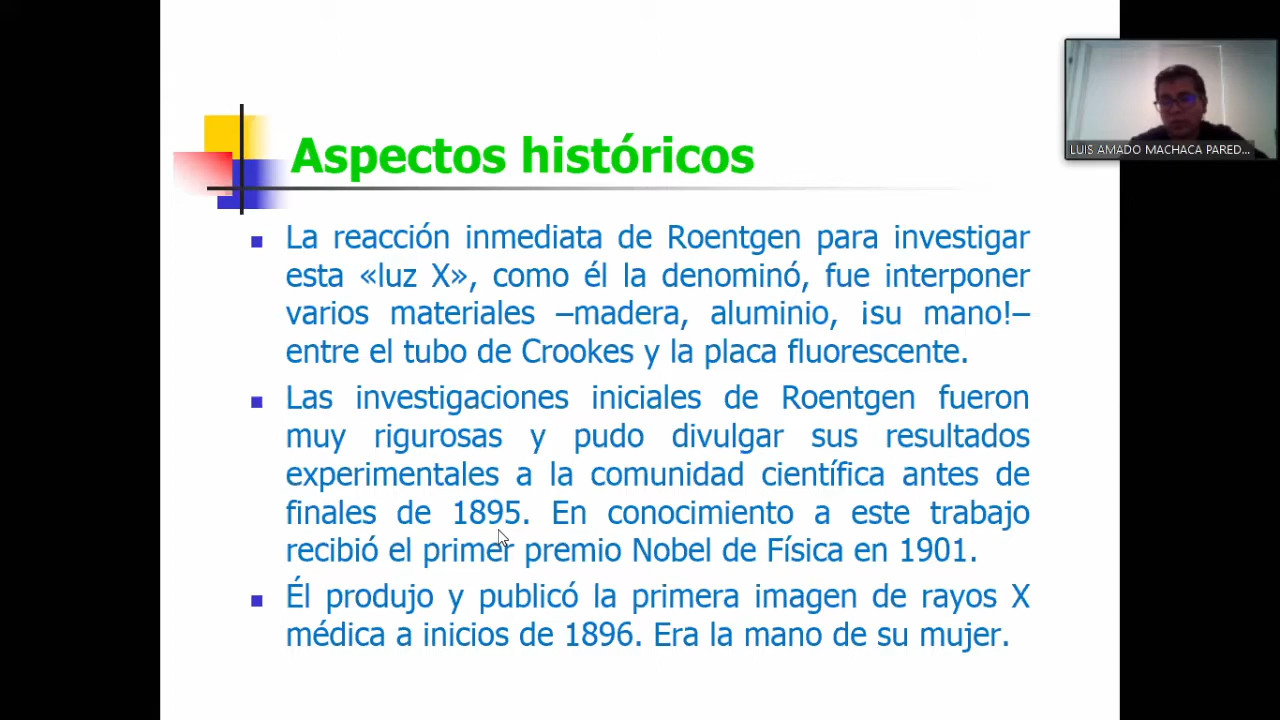 Aspectos históricos
La reacción inmediata de Roentgen para investigar
esta «luz X», como él la denominó, fue interponer
varios materiales –madera, aluminio, ¡su mano!–
entre el tubo de Crookes y la placa fluorescente.
Las investigaciones iniciales de Roentgen fueron
muy rigurosas y pudo divulgar sus resultados
experimentales a la comunidad científica antes de
finales de 1895. En conocimiento a este trabajo
recibió el primer premio Nobel de Física en 1901.
Él produjo y publicó la primera imagen de rayos X
médica a inicios de 1896. Era la mano de su mujer.
LUIS AMADO MACHACA PARED...